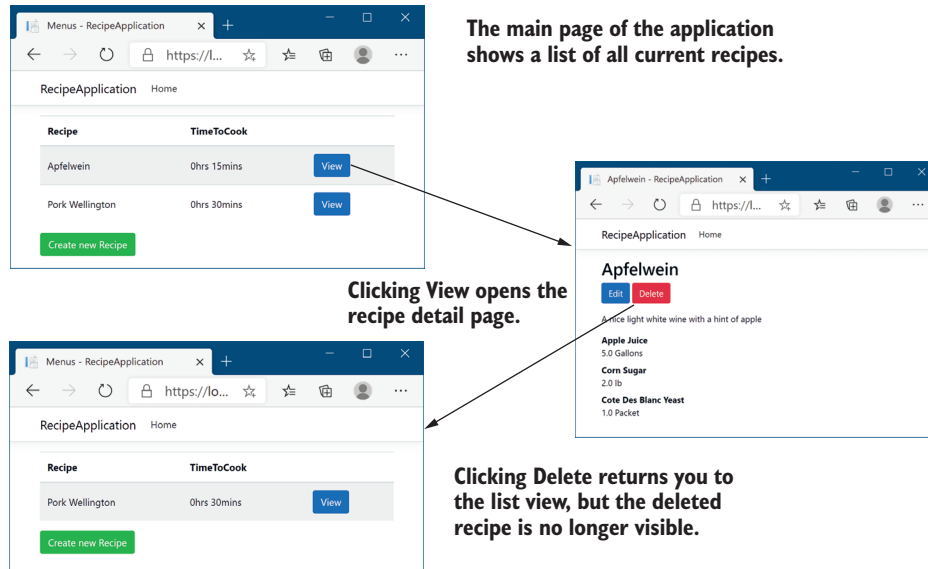 Menus - RecipeApplication
https://l...
RecipeApplication Home
Recipe TimeToCook
Apfelwein 0hrs 15mins View
Pork Wellington 0hrs 30mins View
Create new Recipe
The main page of the application
shows a list of all current recipes.
Clicking View opens the
recipe detail page.
Apfelwein - RecipeApplication
https://l...
RecipeApplication Home
Apfelwein
Edit Delete
A nice light white wine with a hint of apple
Apple Juice
5.0 Gallons
Corn Sugar
2.0 lb
Cote Des Blanc Yeast
1.0 Packet
Menus - RecipeApplication
https://lo...
RecipeApplication Home
Recipe TimeToCook
Pork Wellington 0hrs 30mins View
Create new Recipe
Clicking Delete returns you to
the list view, but the deleted
recipe is no longer visible.